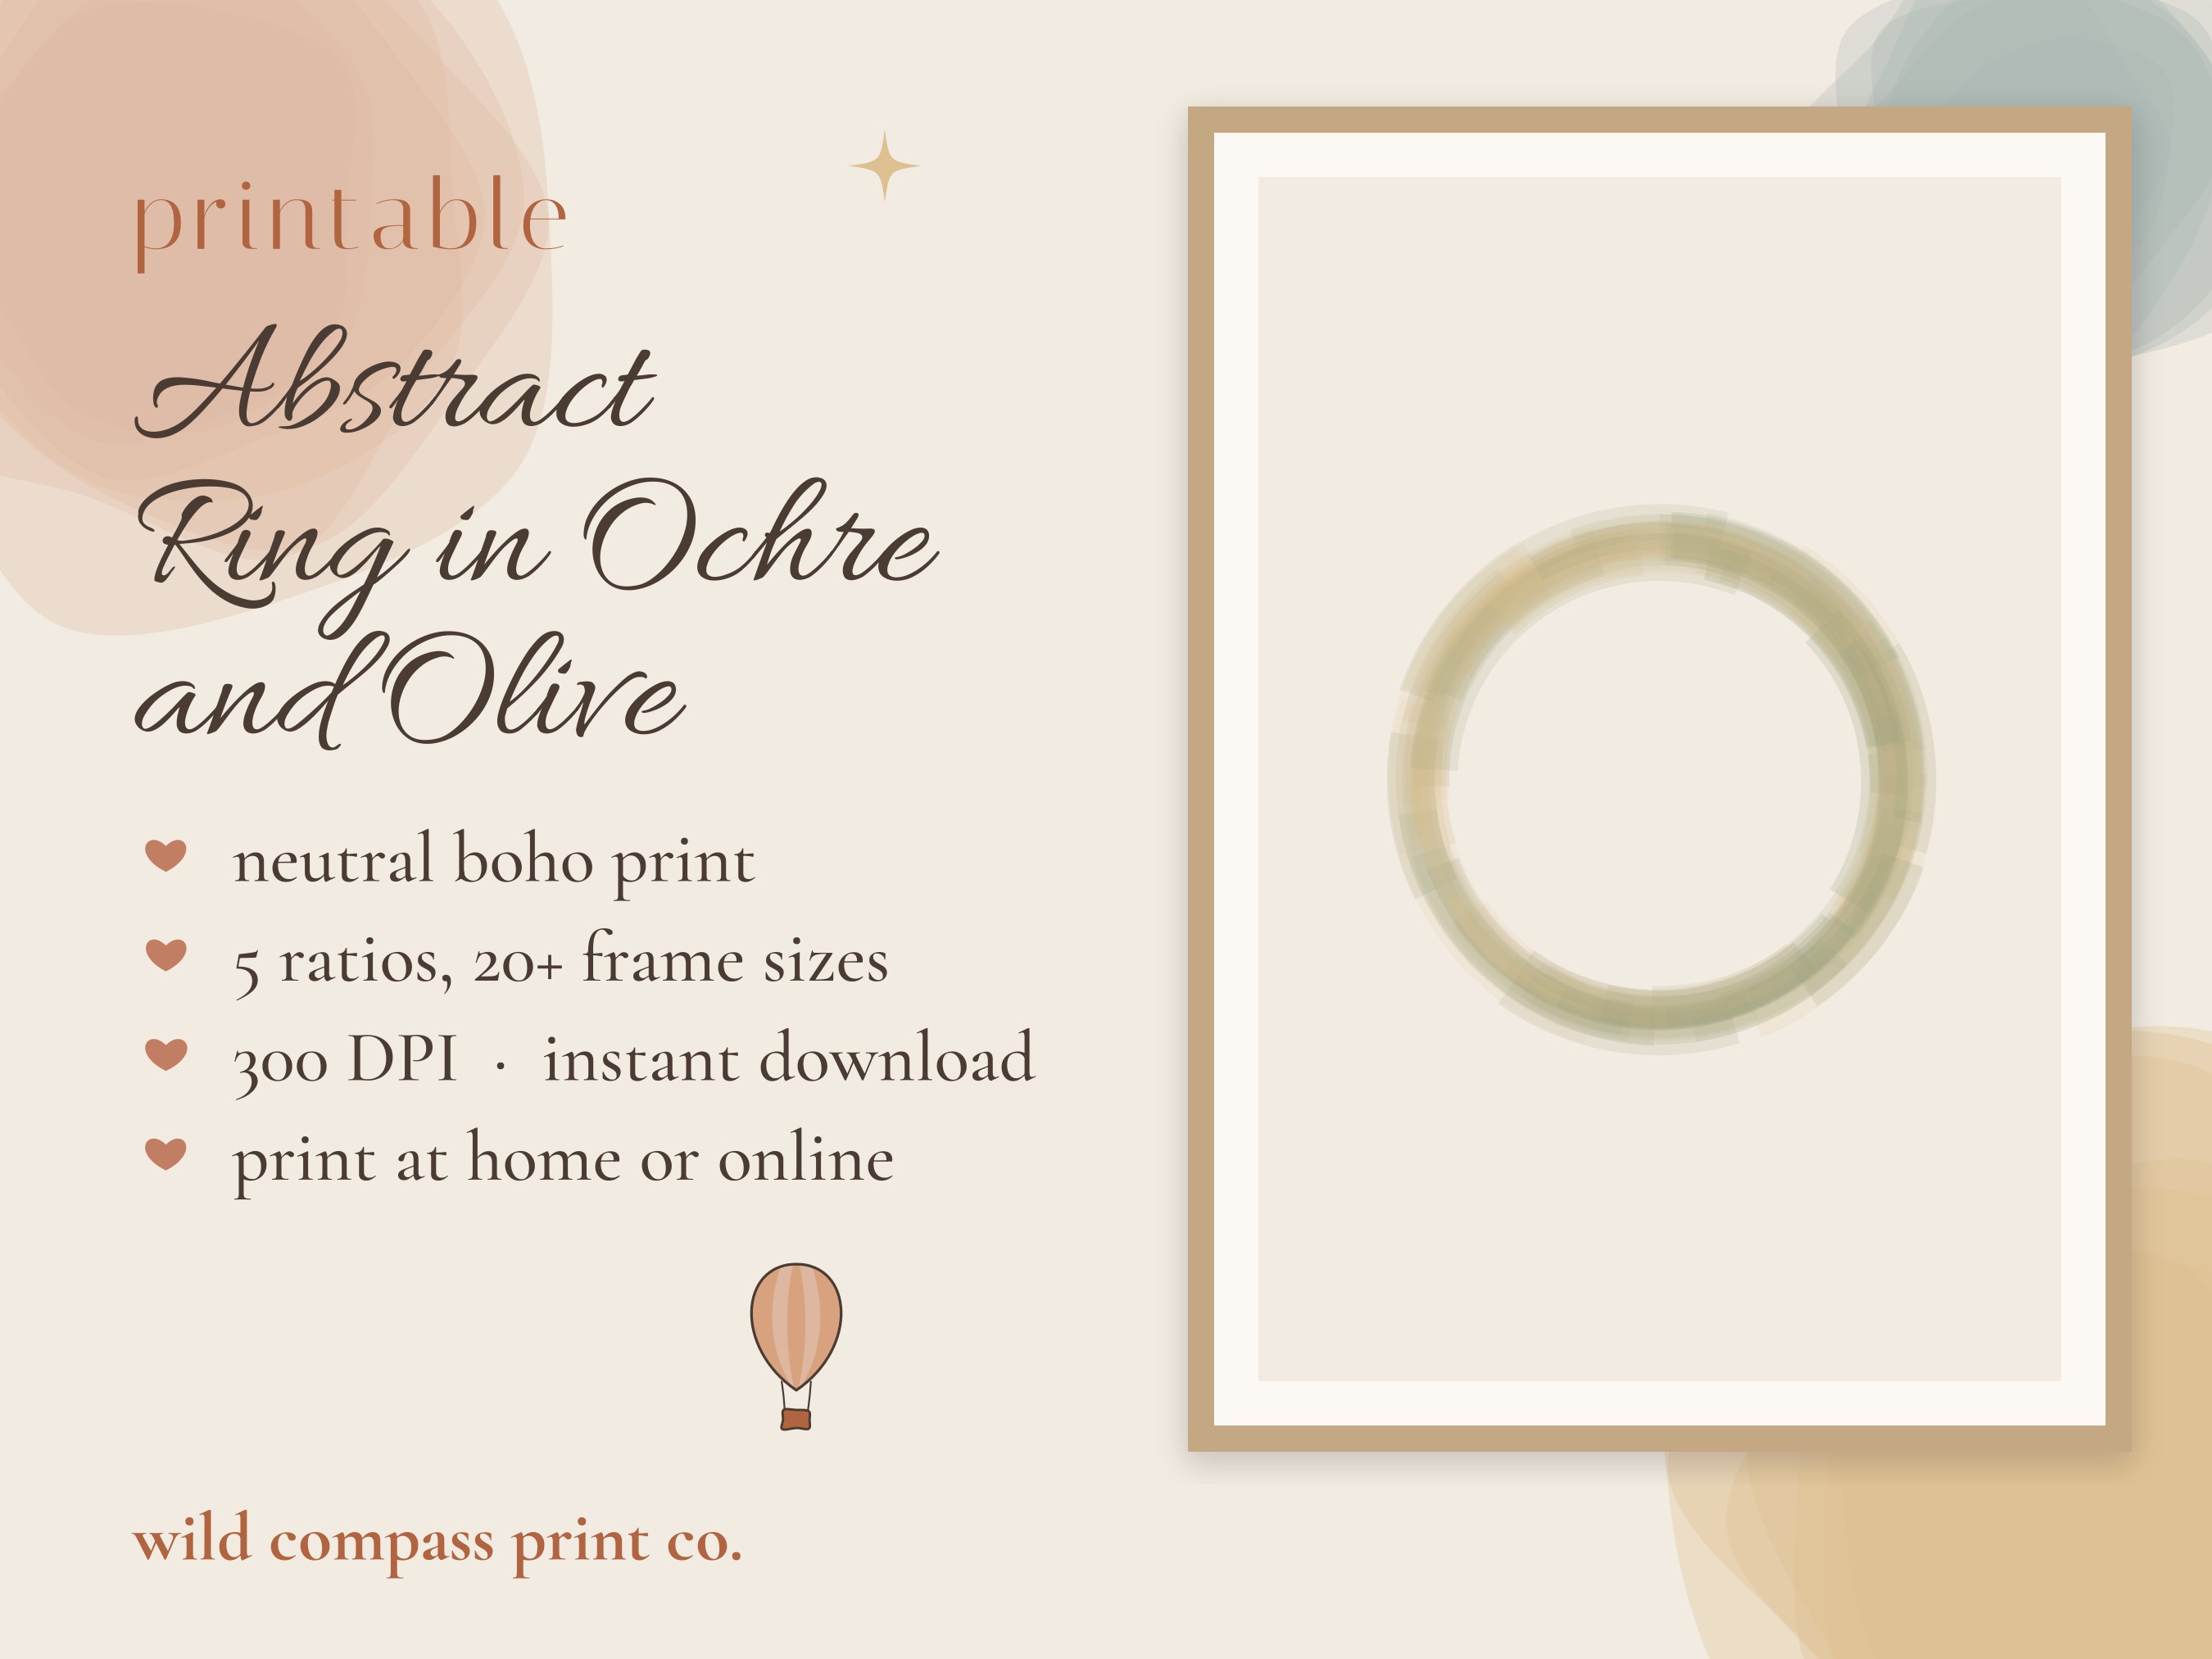 printable
Abstract
Ring in Ochre
and Olive
neutral boho print
5 ratios, 20+ frame sizes
300 DPI · instant download
print at home or online
wild compass print co.